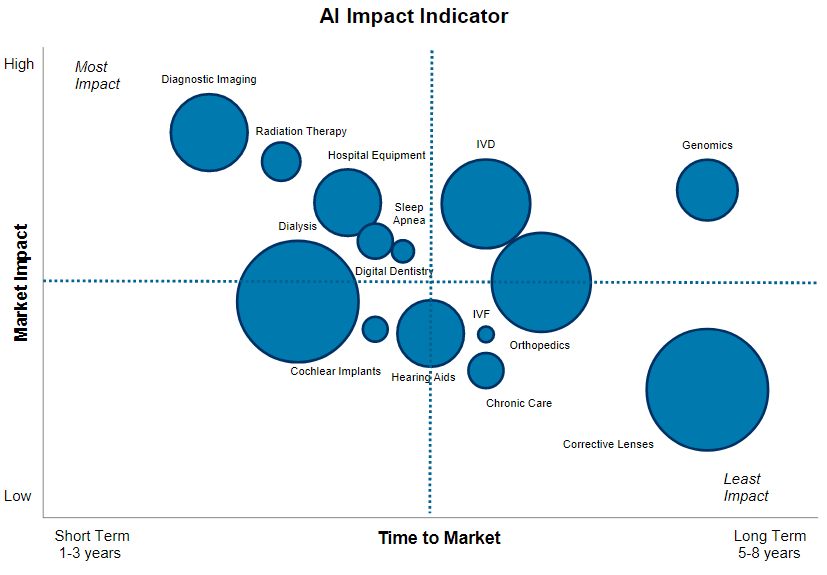 AI Impact Indicator
High
Most
Impact
Diagnostic Imaging
Radiation Therapy
Hospital Equipment
IVD
Genomics
Sleep
Apnea
Dialysis
Digital Dentistry
Market Impact
IVF
Orthopedics
Cochlear Implants
Hearing Aids
Chronic Care
Corrective Lenses
Least
Impact
Low
Short Term
1-3 years
Time to Market
Long Term
5-8 years